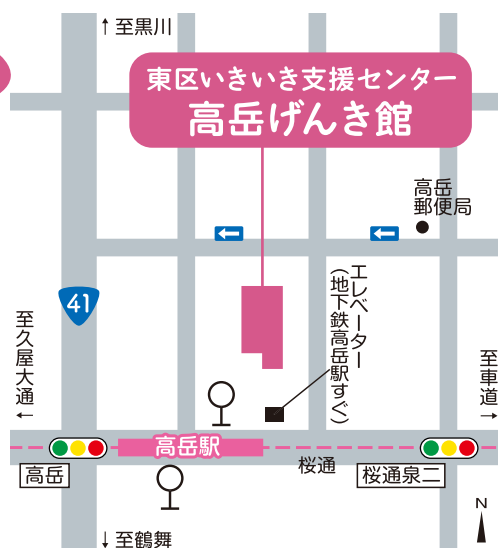 ↑至黒川
東区いきいき支援センター
高岳げんき館
高岳
郵便局
41
エレベーター
(地下鉄高岳駅すぐ)
至久屋大通←
至車道→
高岳駅
桜通
高岳
桜通泉二
N
↓至鶴舞